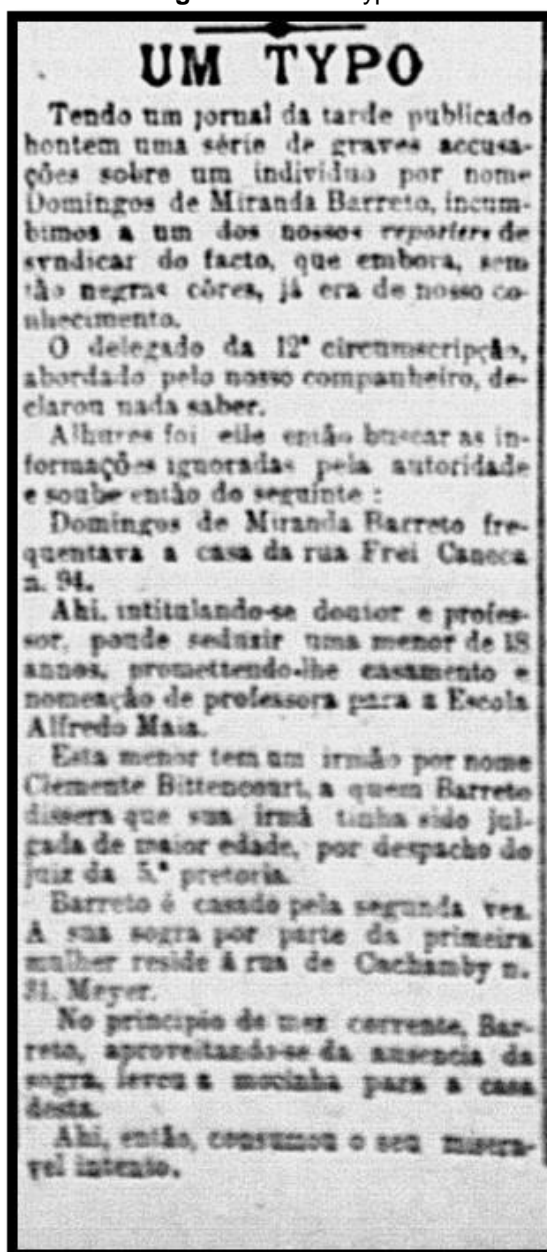 UM TYPO
Tendo um jornal da tarde publicado
hontem uma série de graves accusa-
ções sobre um individuo por nome
Domingos de Miranda Barreto, incum-
bimos a um dos nossos reporters de
syndicar do facto, que embora, sem
tão negras côres, já era de nosso co-
nhecimento.
O delegado da 12ª circumscripção,
abordado pelo nosso companheiro, de-
clarou nada saber.
Alhures foi elle então buscar as in-
formações ignoradas pela autoridade
e soube então do seguinte :
Domingos de Miranda Barreto fre-
quentava a casa da rua Frei Caneca
n. 94.
Ahi, intitulando-se doutor e profes-
sor, poude seduzir uma menor de 18
annos, promettendo-lhe casamento e
nomeação de professora para a Escola
Alfredo Maia.
Esta menor tem um irmão por nome
Clemente Bittencourt, a quem Barreto
dissera que sua irmã tinha sido jul-
gada de maior edade, por despacho do
juiz da 5.ª pretoria.
Barreto é casado pela segunda vez.
A sua sogra por parte da primeira
mulher reside á rua de Cachamby n.
31, Meyer.
No principio de mez corrente, Bar-
reto, aproveitando-se da ausencia da
sogra, levou a mocinha para a casa
desta.
Ahi, então, consumou o seu misera-
vel intento.